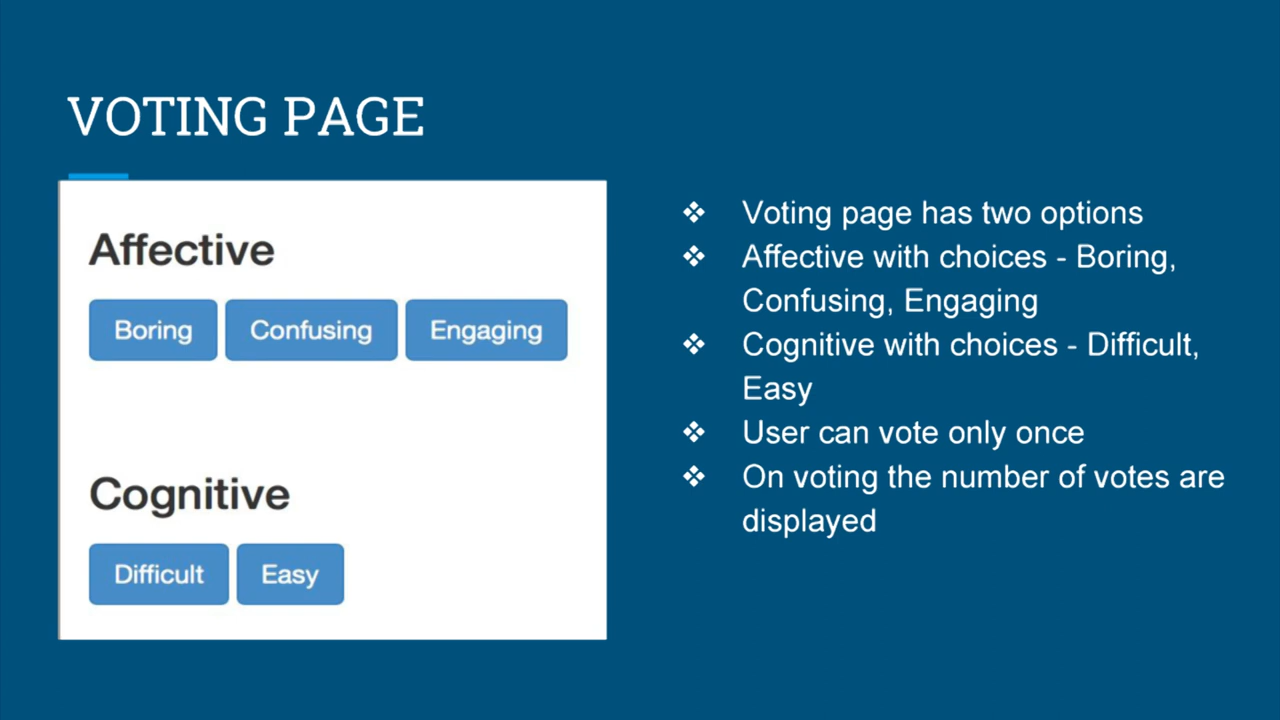 VOTING PAGE
Affective
Boring Confusing Engaging
Cognitive
Difficult Easy
❖ Voting page has two options
❖ Affective with choices - Boring,
Confusing, Engaging
❖ Cognitive with choices - Difficult,
Easy
❖ User can vote only once
❖ On voting the number of votes are
displayed